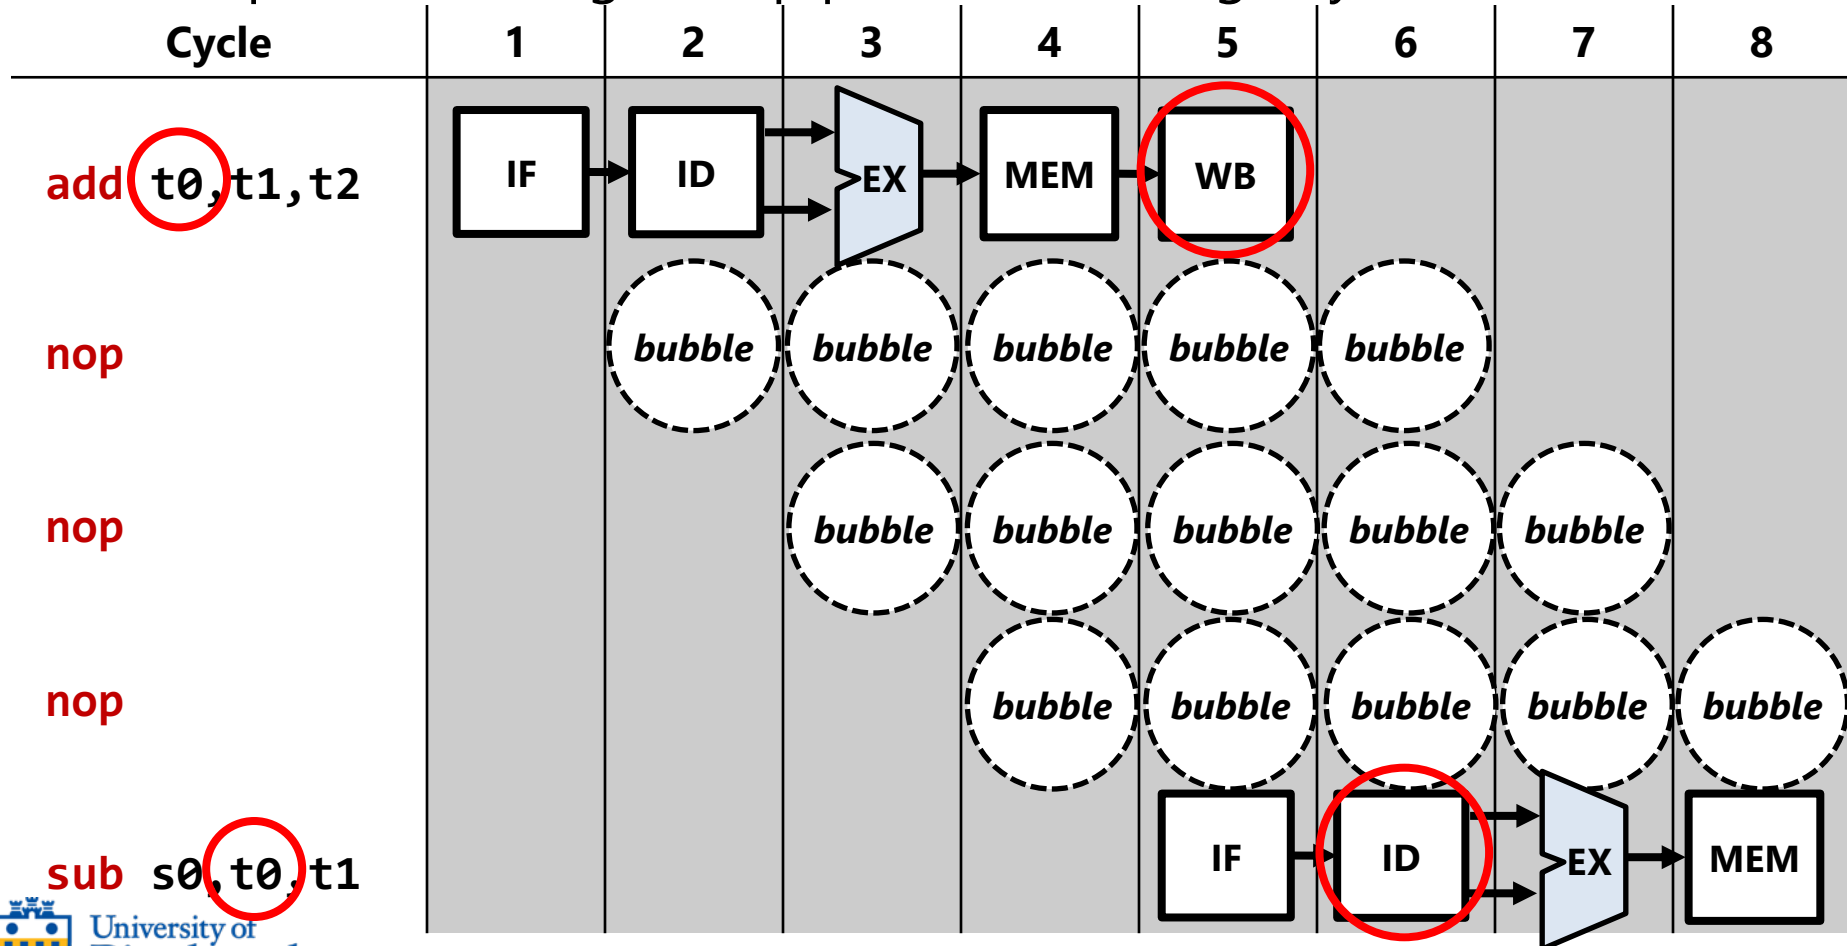 Cycle 1 2 3 4 5 6 7 8
add t0,t1,t2 IF ID EX MEM WB
nop bubble bubble bubble bubble bubble
nop bubble bubble bubble bubble bubble
nop bubble bubble bubble bubble bubble
sub s0,t0,t1 IF ID EX MEM
University of